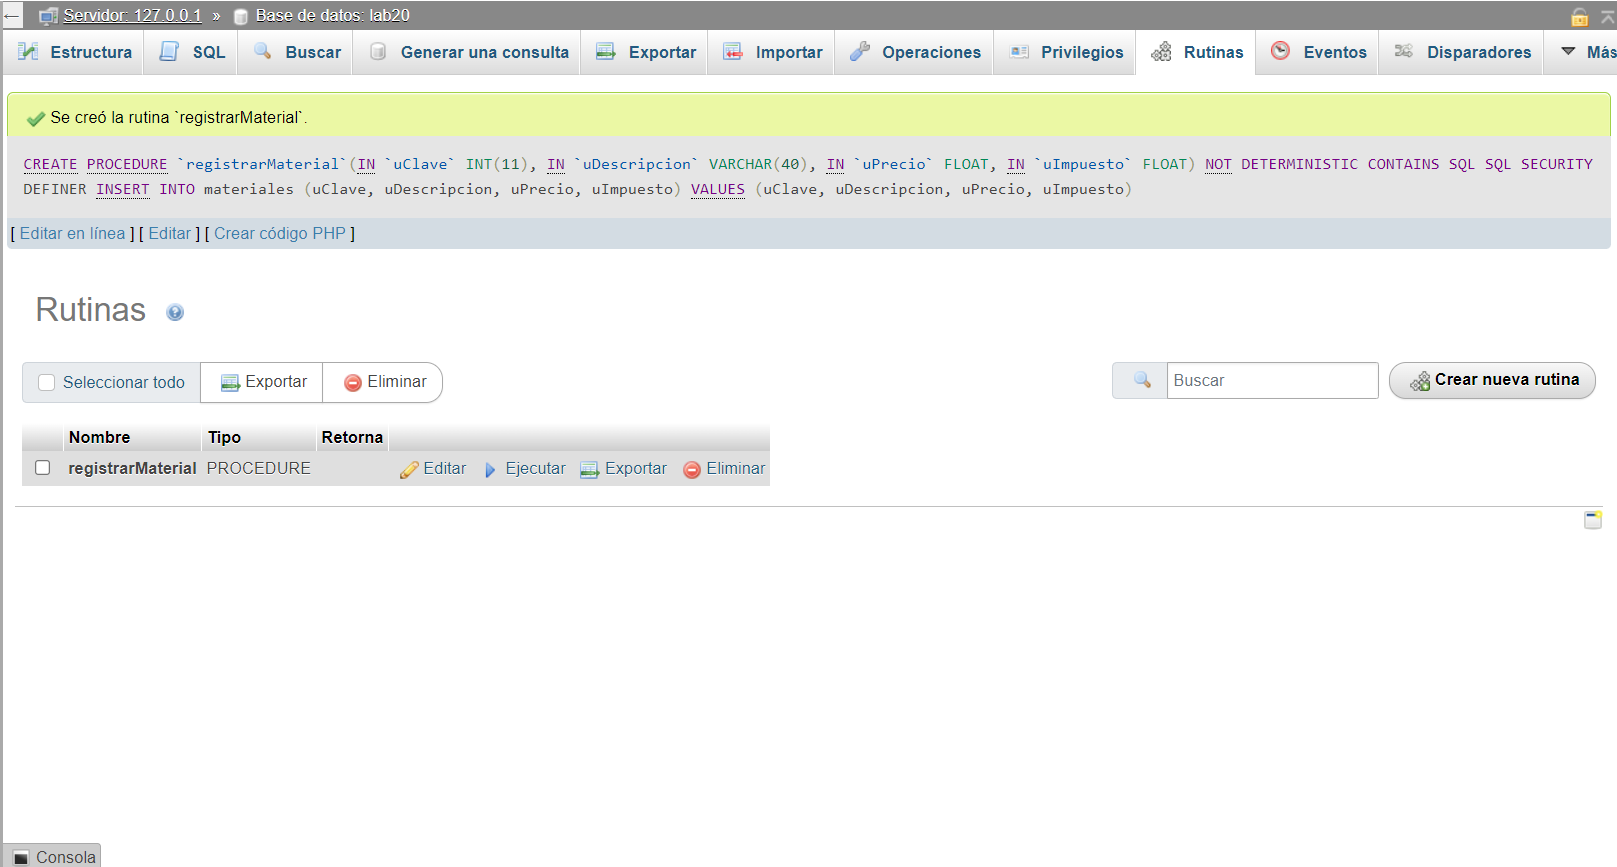 ← Servidor: 127.0.0.1 » Base de datos: lab20
Estructura SQL Buscar Generar una consulta Exportar Importar Operaciones Privilegios Rutinas Eventos Disparadores Más
Se creó la rutina `registrarMaterial`.
CREATE PROCEDURE `registrarMaterial`(IN `uClave` INT(11), IN `uDescripcion` VARCHAR(40), IN `uPrecio` FLOAT, IN `uImpuesto` FLOAT) NOT DETERMINISTIC CONTAINS SQL SQL SECURITY
DEFINER INSERT INTO materiales (uClave, uDescripcion, uPrecio, uImpuesto) VALUES (uClave, uDescripcion, uPrecio, uImpuesto)
[ Editar en línea ] [ Editar ] [ Crear código PHP ]
Rutinas
Seleccionar todo Exportar Eliminar Buscar Crear nueva rutina
Nombre Tipo Retorna
registrarMaterial PROCEDURE Editar Ejecutar Exportar Eliminar
Consola